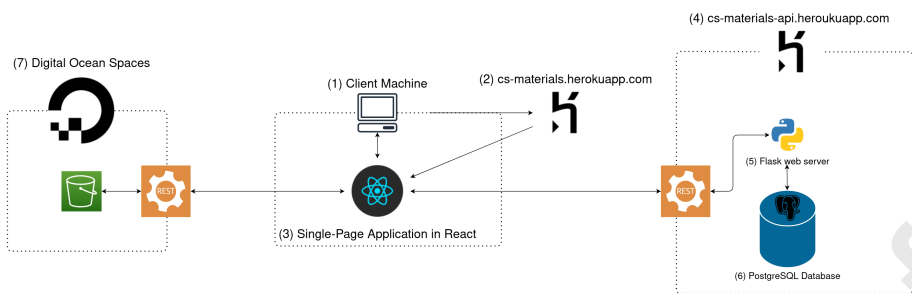 (4) cs-materials-api.heroukuapp.com
(7) Digital Ocean Spaces
(1) Client Machine
(2) cs-materials.herokuapp.com
(5) Flask web server
REST
REST
(3) Single-Page Application in React
(6) PostgreSQL Database